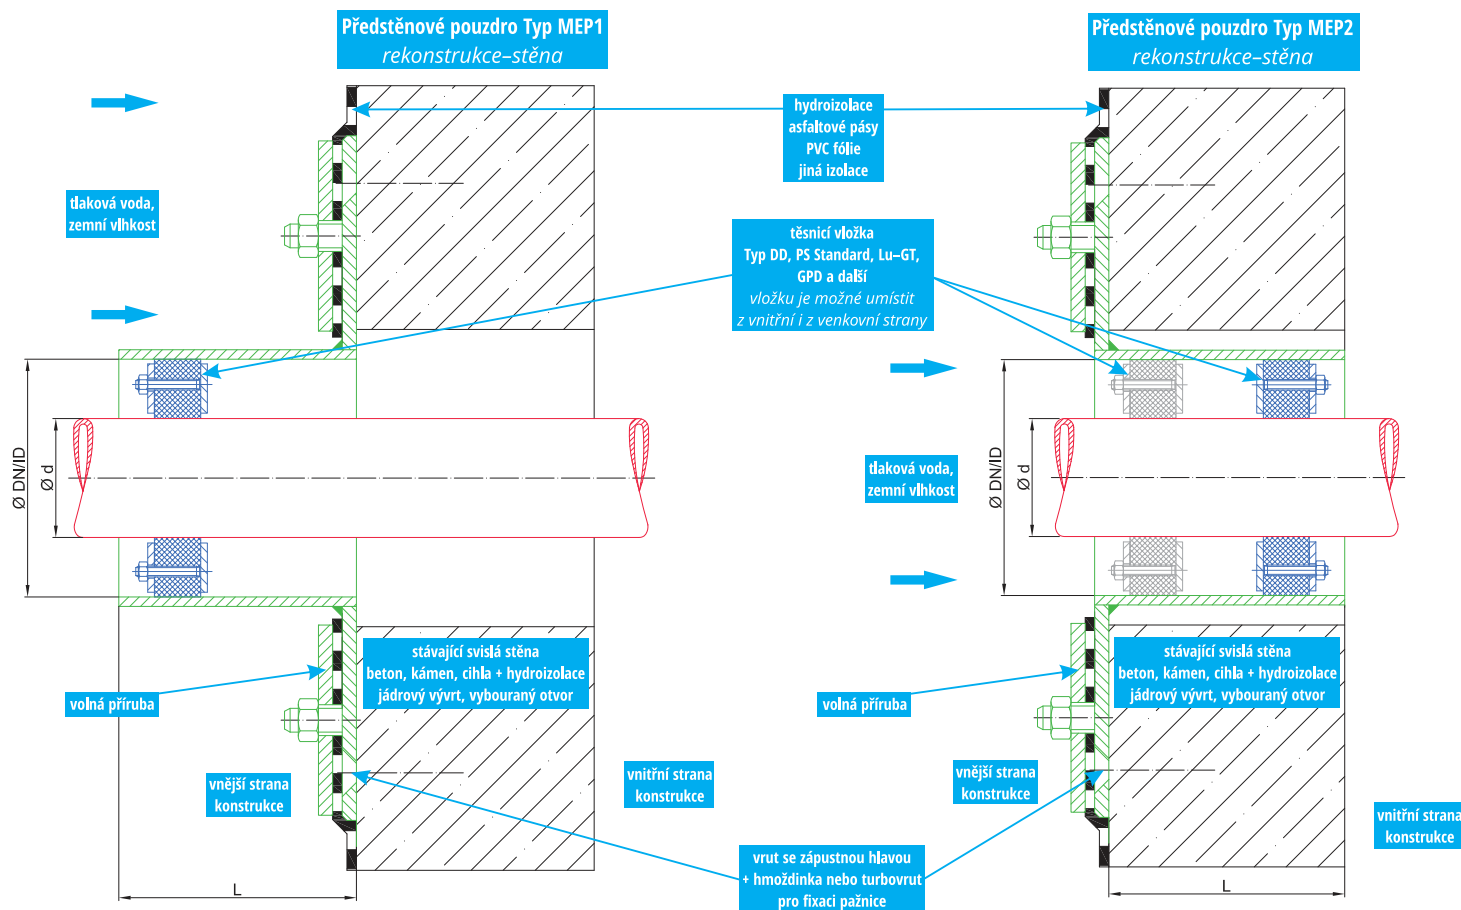 Předstěnové pouzdro Typ MEP1
rekonstrukce–stěna
Předstěnové pouzdro Typ MEP2
rekonstrukce–stěna
hydroizolace
asfaltové pásy
PVC fólie
jiná izolace
tlaková voda,
zemní vlhkost
těsnicí vložka
Typ DD, PS Standard, Lu–GT,
GPD a další
vložku je možné umístit
z vnitřní i z venkovní strany
Ø DN/ID
Ø d
tlaková voda,
zemní vlhkost
Ø DN/ID
Ø d
stávající svislá stěna
beton, kámen, cihla + hydroizolace
jádrový vývrt, vybouraný otvor
stávající svislá stěna
beton, kámen, cihla + hydroizolace
jádrový vývrt, vybouraný otvor
volná příruba
volná příruba
vnější strana
konstrukce
vnitřní strana
konstrukce
vnější strana
konstrukce
vnitřní strana
konstrukce
vrut se zápustnou hlavou
+ hmoždinka nebo turbovrut
pro fixaci pažnice
L
L